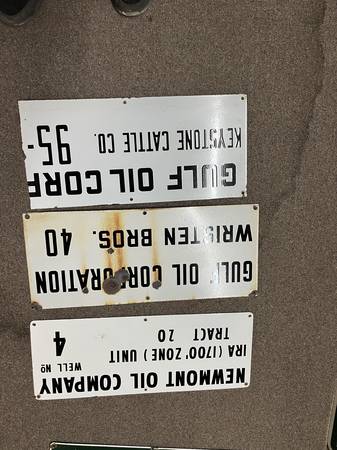 NEWMONT OIL COMPANY
IRA (1700' ZONE) UNIT
TRACT 20
WELL Nº 4
GULF OIL CORPORATION
WRISTEN BROS.
40
GULF OIL CORP
KEYSTONE CATTLE CO.
95-